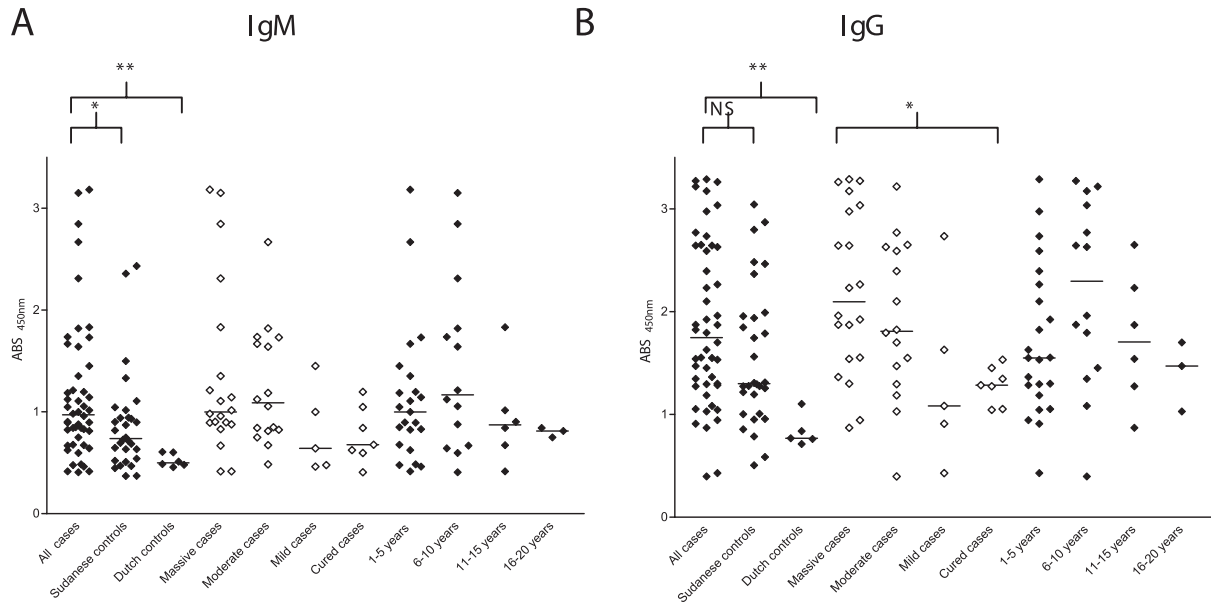 A
IgM
**
*
ABS 450nm
3
2
1
0
All cases
Sudanese controls
Dutch controls
Massive cases
Moderate cases
Mild cases
Cured cases
1-5 years
6-10 years
11-15 years
16-20 years
B
IgG
**
NS
*
ABS 450nm
3
2
1
0
All cases
Sudanese controls
Dutch controls
Massive cases
Moderate cases
Mild cases
Cured cases
1-5 years
6-10 years
11-15 years
16-20 years